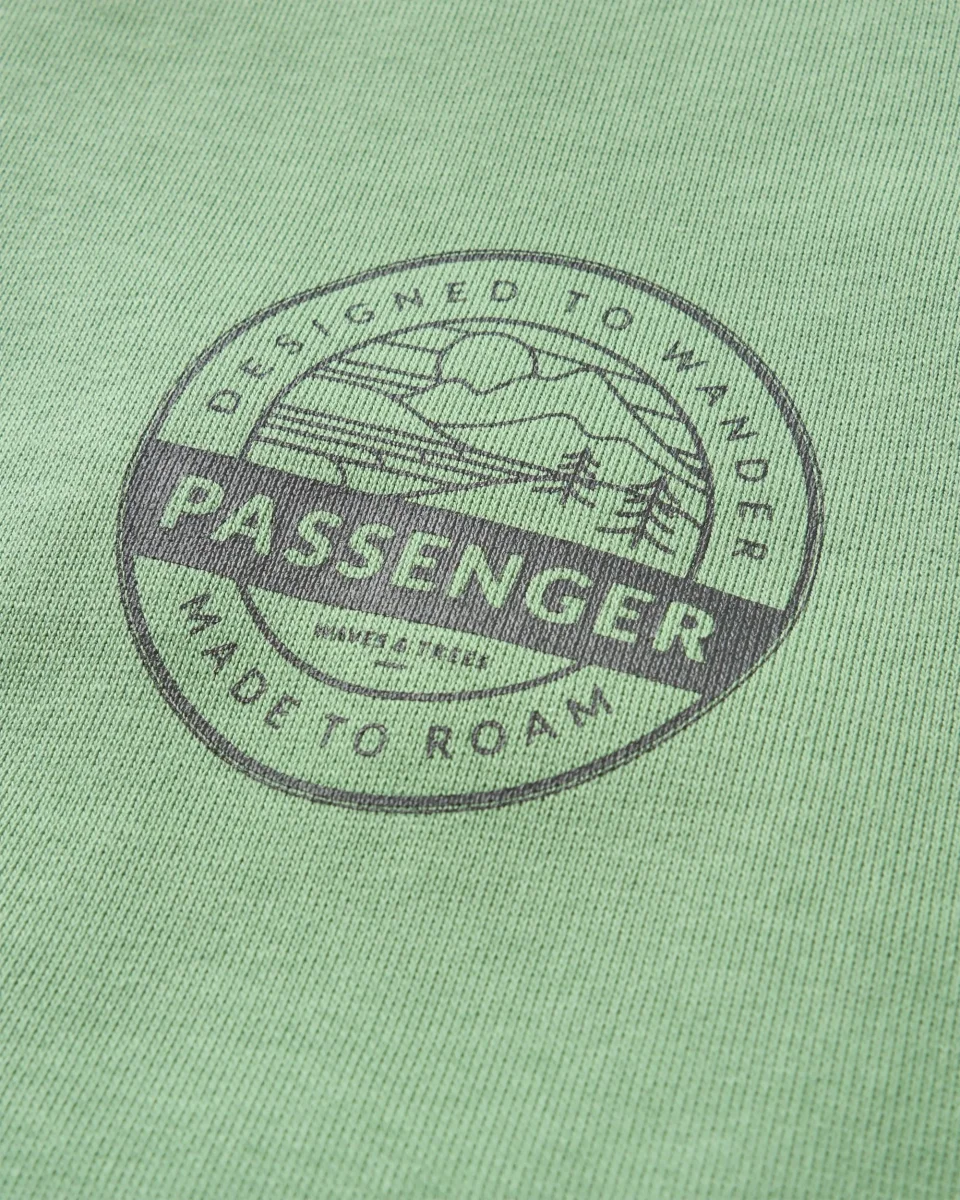 DESIGNED TO WANDER
PASSENGER
WAVES & TREES
MADE TO ROAM